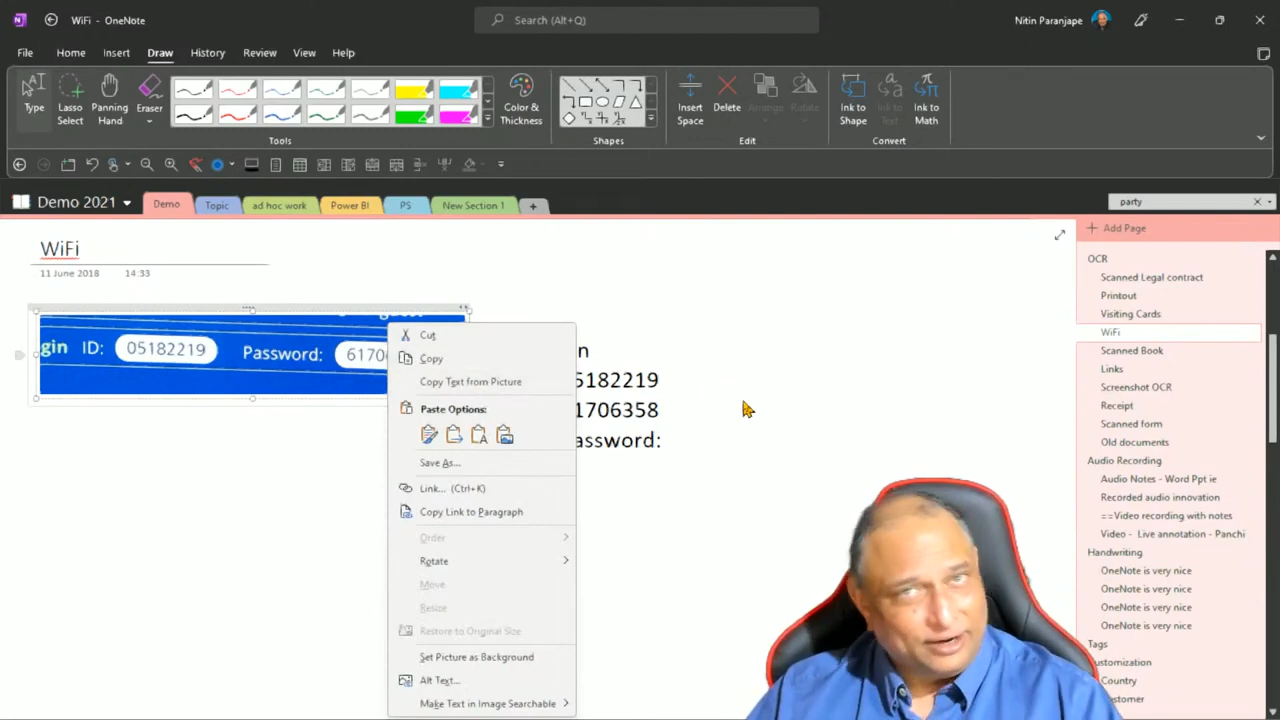 WiFi - OneNote
Search (Alt+Q)
Nitin Paranjape
File Home Insert Draw History Review View Help
Type
Lasso Select
Panning Hand
Eraser
Color & Thickness
Insert Space
Delete
Arrange
Rotate
Ink to Shape
Ink to Text
Ink to Math
Tools
Shapes
Edit
Convert
Demo 2021
Demo
Topic
ad hoc work
Power BI
PS
New Section 1
party
WiFi
11 June 2018 14:33
gin ID: 05182219 Password: 6170
n
5182219
1706358
assword:
Cut
Copy
Copy Text from Picture
Paste Options:
Save As...
Link... (Ctrl+K)
Copy Link to Paragraph
Order
Rotate
Move
Resize
Restore to Original Size
Set Picture as Background
Alt Text...
Make Text in Image Searchable
Add Page
OCR
Scanned Legal contract
Printout
Visiting Cards
WiFi
Scanned Book
Links
Screenshot OCR
Receipt
Scanned form
Old documents
Audio Recording
Audio Notes - Word Ppt ie
Recorded audio innovation
==Video recording with notes
Video - Live annotation - Panchi
Handwriting
OneNote is very nice
OneNote is very nice
OneNote is very nice
OneNote is very nice
Tags
ustomization
Country
ustomer